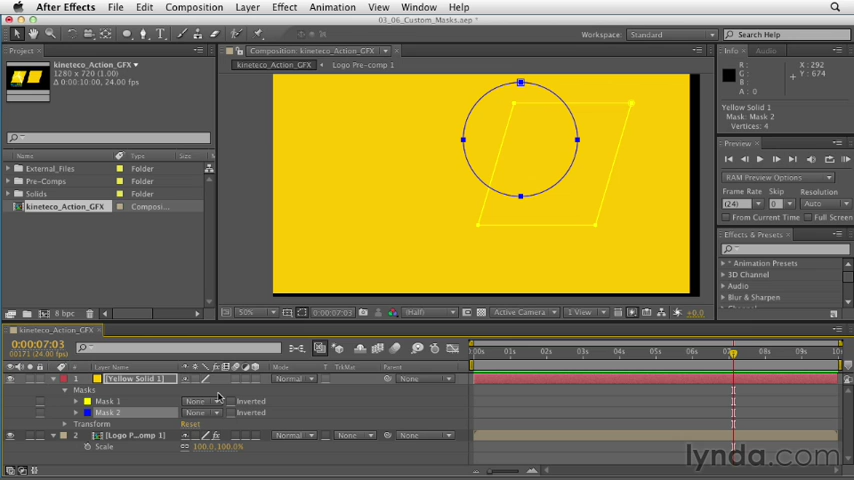 After Effects File Edit Composition Layer Effect Animation View Window Help
03_06_Custom_Masks.aep *
Workspace: Standard Search Help
Project Composition: kineteco_Action_GFX Info Audio
kineteco_Action_GFX
1280 x 720 (1.00)
Δ 0:00:10:00, 24.00 fps
kineteco_Action_GFX Logo Pre-comp 1
R: X: 292
G: Y: 674
B:
A: 0
Yellow Solid 1
Mask: Mask 2
Vertices: 4
Preview
Name Type Size
External_Files Folder
Pre-Comps Folder
Solids Folder
kineteco_Action_GFX Composi...
RAM Preview Options
Frame Rate Skip Resolution
(24) 0 Auto
From Current Time Full Screen
Effects & Presets
* Animation Presets
3D Channel
Audio
Blur & Sharpen
8 bpc 50% 0:00:07:03 (Half) Active Camera 1 View +0.0
kineteco_Action_GFX
0:00:07:03
00171 (24.00 fps)
:00s 01s 02s 03s 04s 05s 06s 07s 08s 09s 10s
# Layer Name Mode T TrkMat Parent
1 [Yellow Solid 1] Normal None
Masks
Mask 1 None Inverted
Mask 2 None Inverted
Transform Reset
2 [Logo P...omp 1] Normal None None
Scale 100.0,100.0%
lynda.com